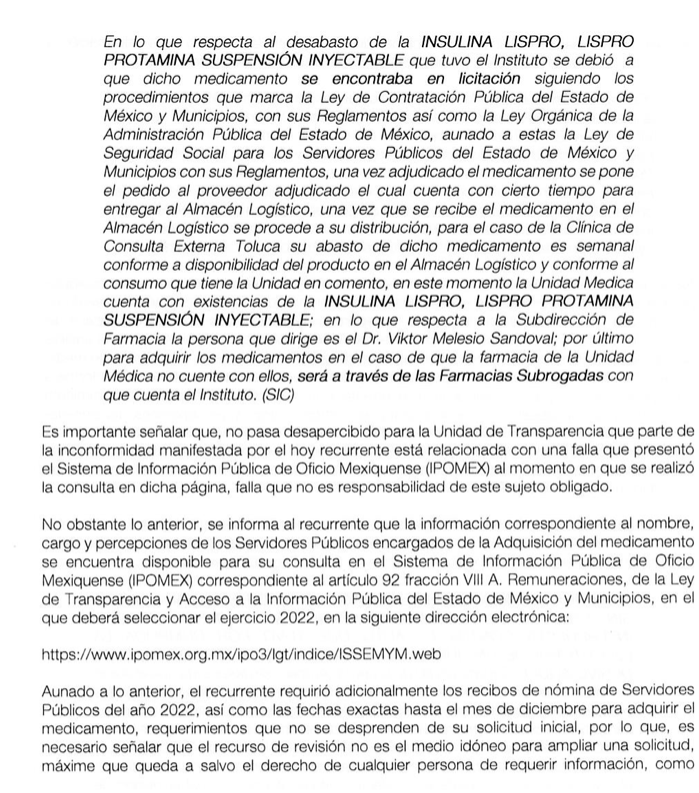 En lo que respecta al desabasto de la INSULINA LISPRO, LISPRO
PROTAMINA SUSPENSIÓN INYECTABLE que tuvo el Instituto se debió a
que dicho medicamento se encontraba en licitación siguiendo los
procedimientos que marca la Ley de Contratación Pública del Estado de
México y Municipios, con sus Reglamentos así como la Ley Orgánica de la
Administración Pública del Estado de México, aunado a estas la Ley de
Seguridad Social para los Servidores Públicos del Estado de México y
Municipios con sus Reglamentos, una vez adjudicado el medicamento se pone
el pedido al proveedor adjudicado el cual cuenta con cierto tiempo para
entregar al Almacén Logístico, una vez que se recibe el medicamento en el
Almacén Logístico se procede a su distribución, para el caso de la Clínica de
Consulta Externa Toluca su abasto de dicho medicamento es semanal
conforme a disponibilidad del producto en el Almacén Logístico y conforme al
consumo que tiene la Unidad en comento, en este momento la Unidad Medica
cuenta con existencias de la INSULINA LISPRO, LISPRO PROTAMINA
SUSPENSIÓN INYECTABLE; en lo que respecta a la Subdirección de
Farmacia la persona que dirige es el Dr. Viktor Melesio Sandoval; por último
para adquirir los medicamentos en el caso de que la farmacia de la Unidad
Médica no cuente con ellos, será a través de las Farmacias Subrogadas con
que cuenta el Instituto. (SIC)
Es importante señalar que, no pasa desapercibido para la Unidad de Transparencia que parte de
la inconformidad manifestada por el hoy recurrente está relacionada con una falla que presentó
el Sistema de Información Pública de Oficio Mexiquense (IPOMEX) al momento en que se realizó
la consulta en dicha página, falla que no es responsabilidad de este sujeto obligado.
No obstante lo anterior, se informa al recurrente que la información correspondiente al nombre,
cargo y percepciones de los Servidores Públicos encargados de la Adquisición del medicamento
se encuentra disponible para su consulta en el Sistema de Información Pública de Oficio
Mexiquense (IPOMEX) correspondiente al artículo 92 fracción VIII A. Remuneraciones, de la Ley
de Transparencia y Acceso a la Información Pública del Estado de México y Municipios, en el
que deberá seleccionar el ejercicio 2022, en la siguiente dirección electrónica:
https://www.ipomex.org.mx/ipo3/lgt/indice/ISSEMYM.web
Aunado a lo anterior, el recurrente requirió adicionalmente los recibos de nómina de Servidores
Públicos del año 2022, así como las fechas exactas hasta el mes de diciembre para adquirir el
medicamento, requerimientos que no se desprenden de su solicitud inicial, por lo que, es
necesario señalar que el recurso de revisión no es el medio idóneo para ampliar una solicitud,
máxime que queda a salvo el derecho de cualquier persona de requerir información, como